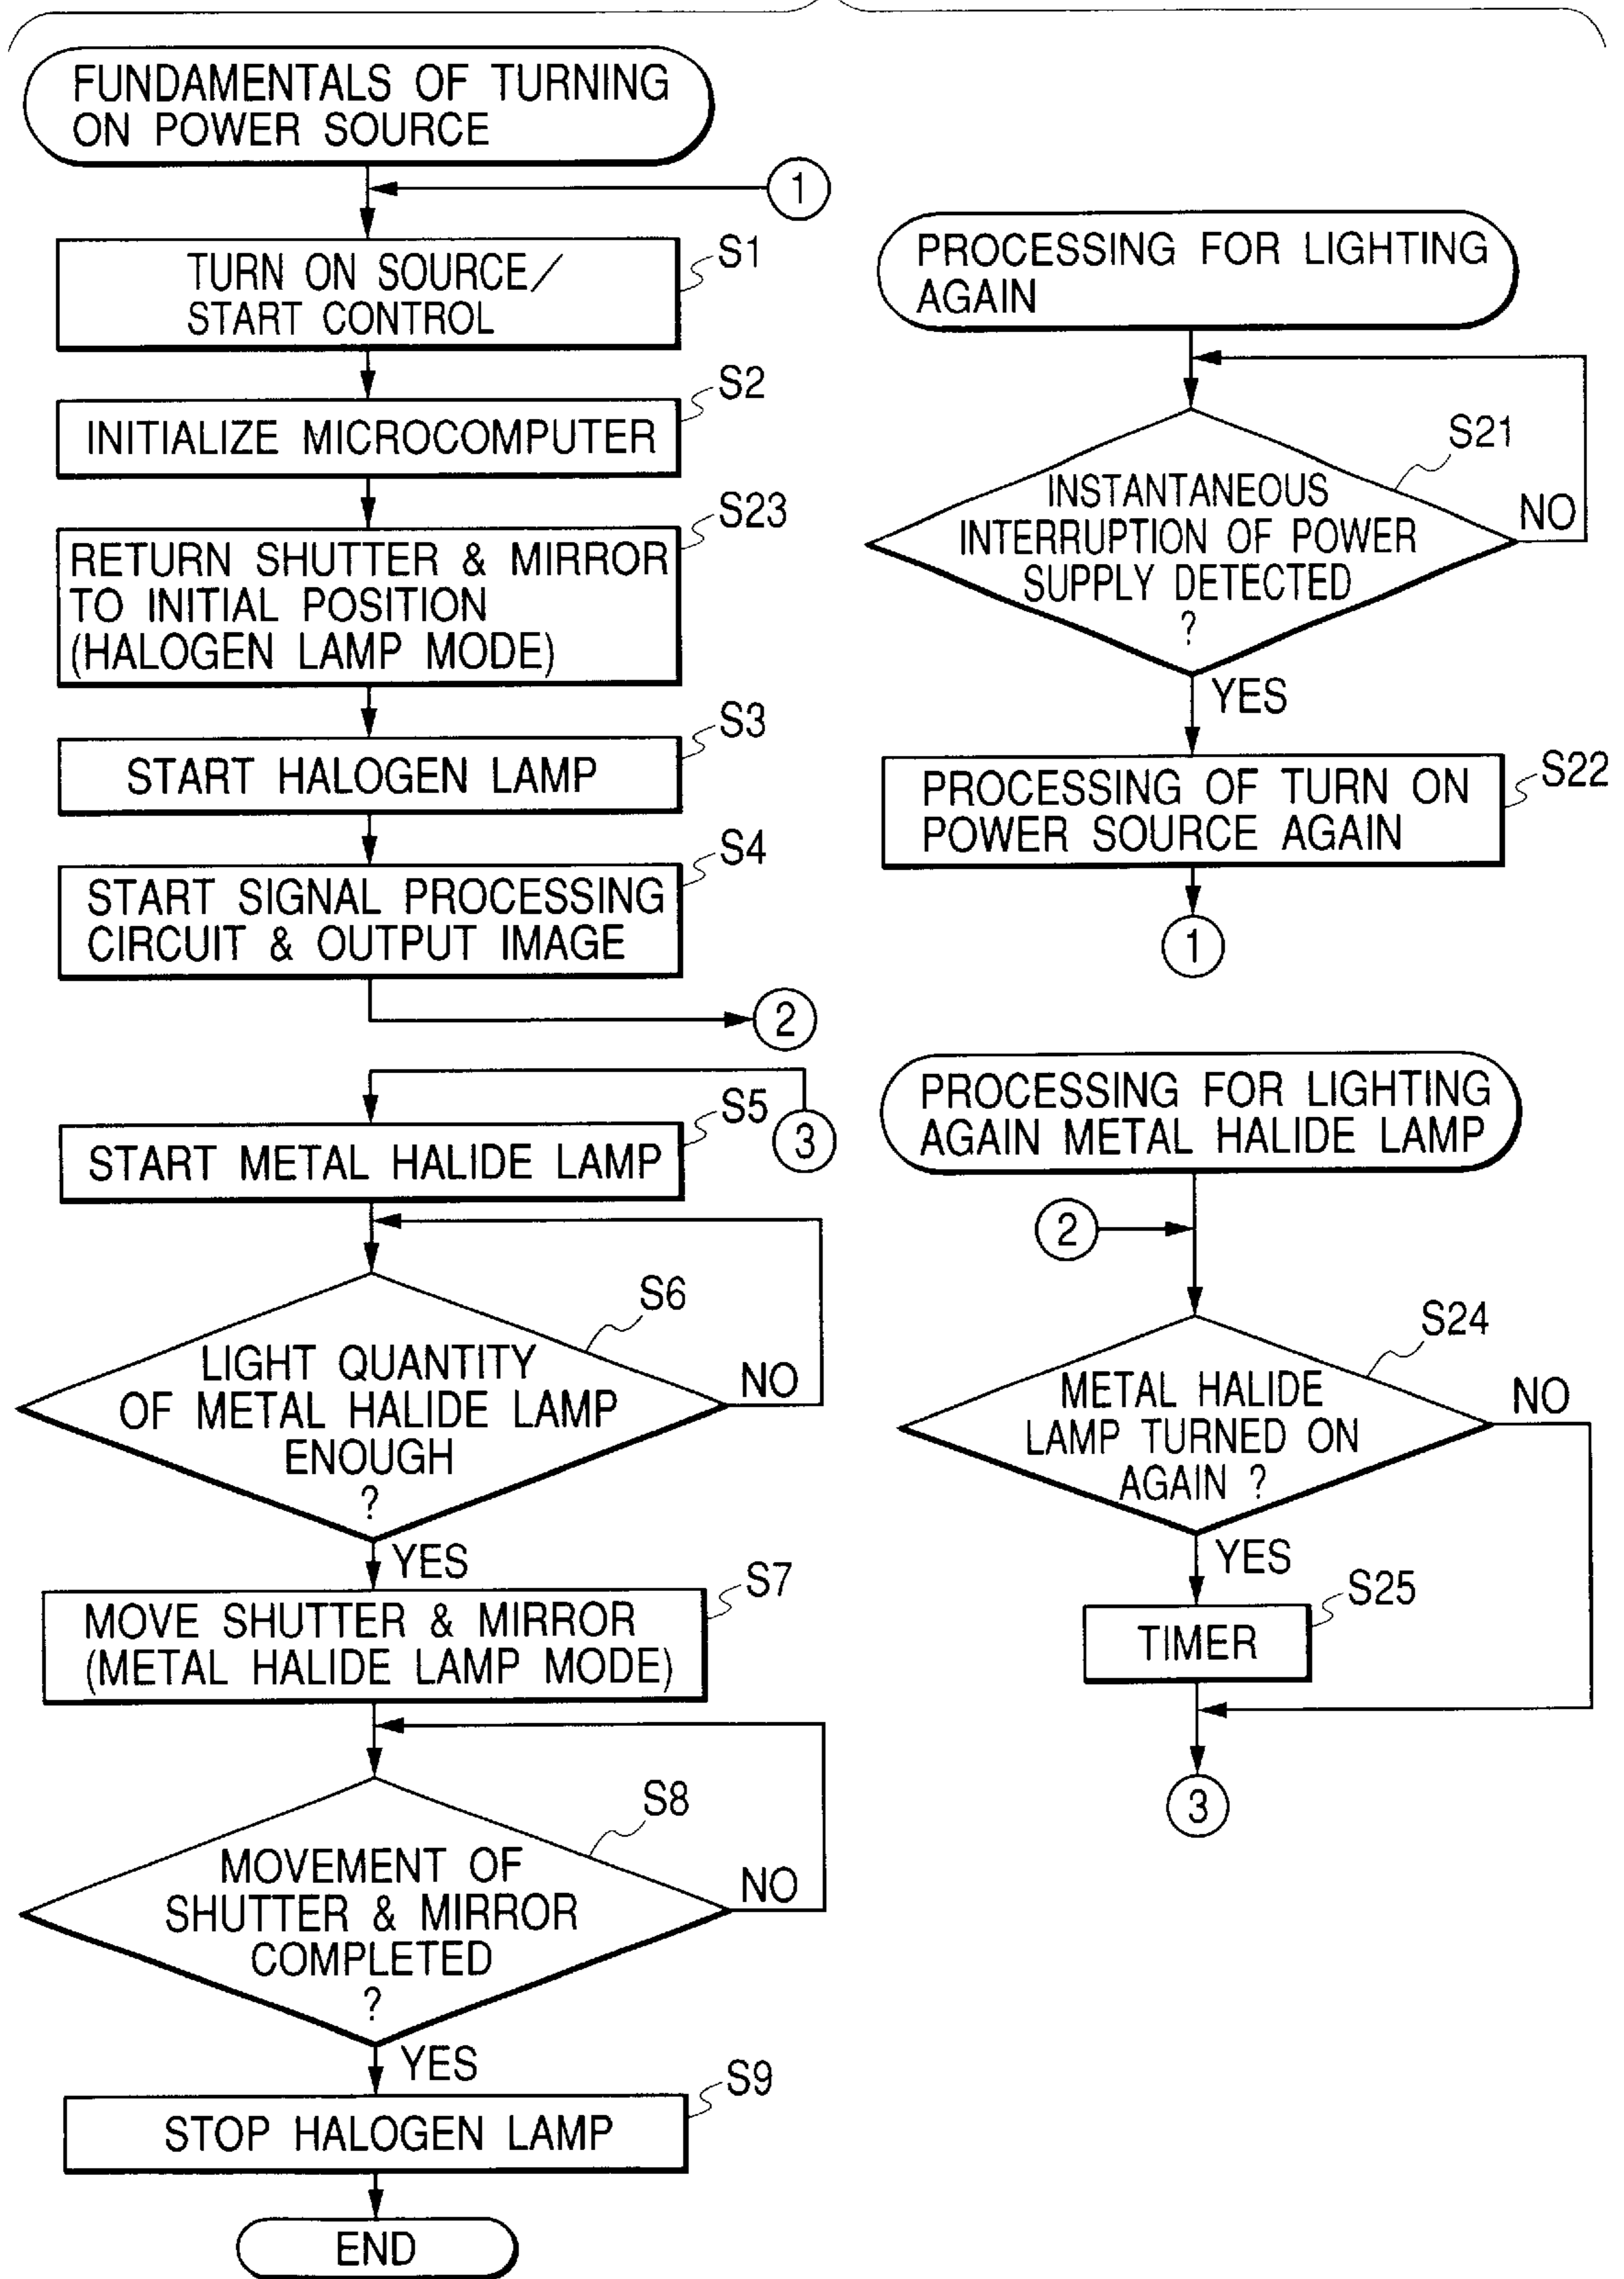 FUNDAMENTALS OF TURNING
ON POWER SOURCE
1
S1
TURN ON SOURCE/
START CONTROL
S2
INITIALIZE MICROCOMPUTER
S23
RETURN SHUTTER & MIRROR
TO INITIAL POSITION
(HALOGEN LAMP MODE)
S3
START HALOGEN LAMP
S4
START SIGNAL PROCESSING
CIRCUIT & OUTPUT IMAGE
2
3
S5
START METAL HALIDE LAMP
S6
LIGHT QUANTITY
OF METAL HALIDE LAMP
ENOUGH
?
NO
YES
S7
MOVE SHUTTER & MIRROR
(METAL HALIDE LAMP MODE)
S8
MOVEMENT OF
SHUTTER & MIRROR
COMPLETED
?
NO
YES
S9
STOP HALOGEN LAMP
END
PROCESSING FOR LIGHTING
AGAIN
S21
INSTANTANEOUS
INTERRUPTION OF POWER
SUPPLY DETECTED
?
NO
YES
S22
PROCESSING OF TURN ON
POWER SOURCE AGAIN
1
PROCESSING FOR LIGHTING
AGAIN METAL HALIDE LAMP
2
S24
METAL HALIDE
LAMP TURNED ON
AGAIN ?
NO
YES
S25
TIMER
3